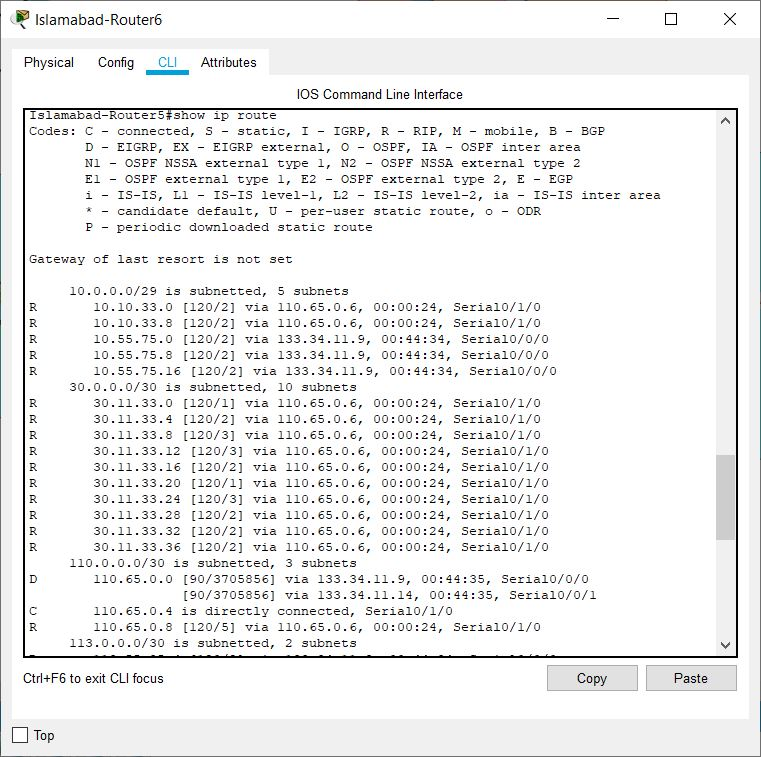 Islamabad-Router6
Physical Config CLI Attributes
IOS Command Line Interface
Islamabad-Router5#show ip route
Codes: C - connected, S - static, I - IGRP, R - RIP, M - mobile, B - BGP
       D - EIGRP, EX - EIGRP external, O - OSPF, IA - OSPF inter area
       N1 - OSPF NSSA external type 1, N2 - OSPF NSSA external type 2
       E1 - OSPF external type 1, E2 - OSPF external type 2, E - EGP
       i - IS-IS, L1 - IS-IS level-1, L2 - IS-IS level-2, ia - IS-IS inter area
       * - candidate default, U - per-user static route, o - ODR
       P - periodic downloaded static route
Gateway of last resort is not set
     10.0.0.0/29 is subnetted, 5 subnets
R       10.10.33.0 [120/2] via 110.65.0.6, 00:00:24, Serial0/1/0
R       10.10.33.8 [120/2] via 110.65.0.6, 00:00:24, Serial0/1/0
R       10.55.75.0 [120/2] via 133.34.11.9, 00:44:34, Serial0/0/0
R       10.55.75.8 [120/2] via 133.34.11.9, 00:44:34, Serial0/0/0
R       10.55.75.16 [120/2] via 133.34.11.9, 00:44:34, Serial0/0/0
     30.0.0.0/30 is subnetted, 10 subnets
R       30.11.33.0 [120/1] via 110.65.0.6, 00:00:24, Serial0/1/0
R       30.11.33.4 [120/2] via 110.65.0.6, 00:00:24, Serial0/1/0
R       30.11.33.8 [120/3] via 110.65.0.6, 00:00:24, Serial0/1/0
R       30.11.33.12 [120/3] via 110.65.0.6, 00:00:24, Serial0/1/0
R       30.11.33.16 [120/2] via 110.65.0.6, 00:00:24, Serial0/1/0
R       30.11.33.20 [120/1] via 110.65.0.6, 00:00:24, Serial0/1/0
R       30.11.33.24 [120/3] via 110.65.0.6, 00:00:24, Serial0/1/0
R       30.11.33.28 [120/2] via 110.65.0.6, 00:00:24, Serial0/1/0
R       30.11.33.32 [120/2] via 110.65.0.6, 00:00:24, Serial0/1/0
R       30.11.33.36 [120/2] via 110.65.0.6, 00:00:24, Serial0/1/0
     110.0.0.0/30 is subnetted, 3 subnets
D       110.65.0.0 [90/3705856] via 133.34.11.9, 00:44:35, Serial0/0/0
                   [90/3705856] via 133.34.11.14, 00:44:35, Serial0/0/1
C       110.65.0.4 is directly connected, Serial0/1/0
R       110.65.0.8 [120/5] via 110.65.0.6, 00:00:24, Serial0/1/0
     113.0.0.0/30 is subnetted, 2 subnets
Ctrl+F6 to exit CLI focus
Copy Paste
Top